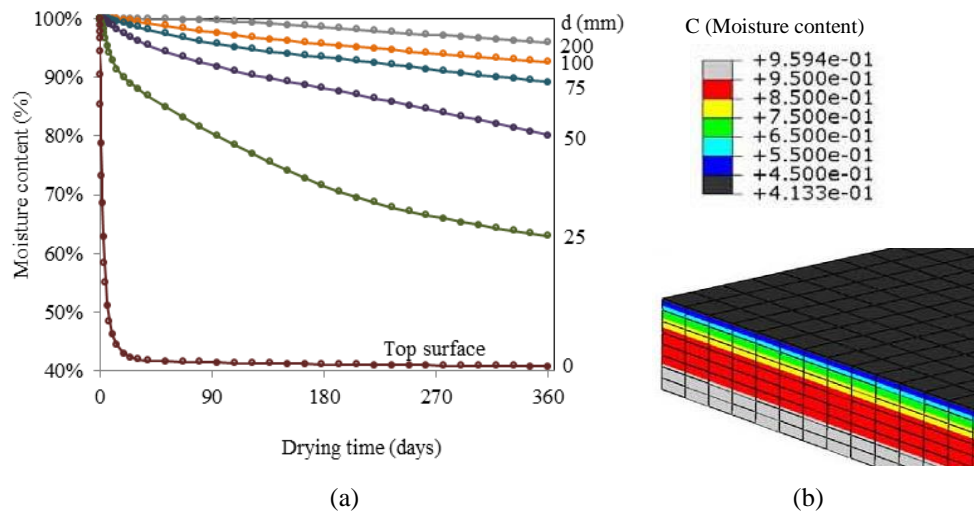 100%
90%
80%
70%
60%
50%
40%
Moisture content (%)
0
90
180
270
360
Drying time (days)
d (mm)
200
100
75
50
25
0
Top surface
(a)
C (Moisture content)
+9.594e-01
+9.500e-01
+8.500e-01
+7.500e-01
+6.500e-01
+5.500e-01
+4.500e-01
+4.133e-01
(b)